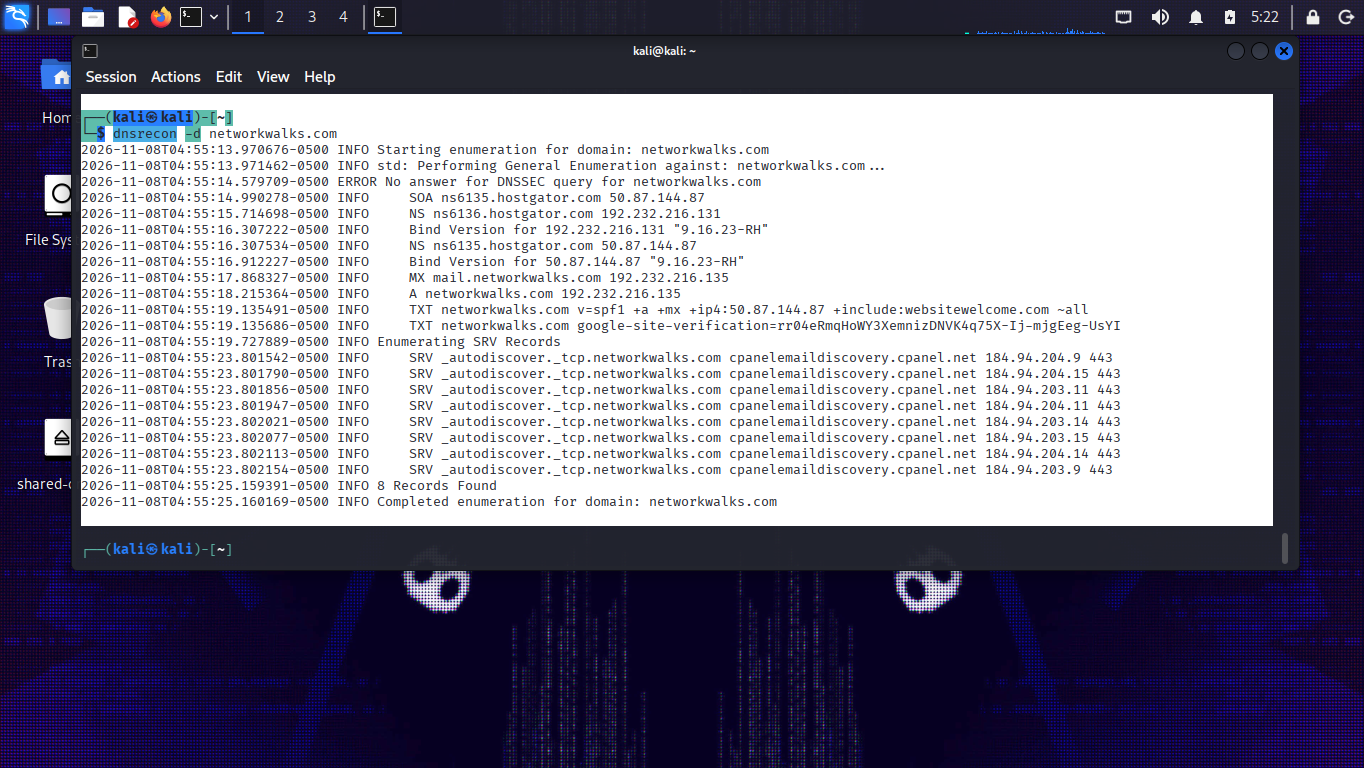 1 2 3 4 5:22
kali@kali: ~
Session Actions Edit View Help
Hom
File Sys
Tras
shared-
┌──(kali㉿kali)-[~]
└─$ dnsrecon -d networkwalks.com
2026-11-08T04:55:13.970676-0500 INFO Starting enumeration for domain: networkwalks.com
2026-11-08T04:55:13.971462-0500 INFO std: Performing General Enumeration against: networkwalks.com...
2026-11-08T04:55:14.579709-0500 ERROR No answer for DNSSEC query for networkwalks.com
2026-11-08T04:55:14.990278-0500 INFO SOA ns6135.hostgator.com 50.87.144.87
2026-11-08T04:55:15.714698-0500 INFO NS ns6136.hostgator.com 192.232.216.131
2026-11-08T04:55:16.307222-0500 INFO Bind Version for 192.232.216.131 "9.16.23-RH"
2026-11-08T04:55:16.307534-0500 INFO NS ns6135.hostgator.com 50.87.144.87
2026-11-08T04:55:16.912227-0500 INFO Bind Version for 50.87.144.87 "9.16.23-RH"
2026-11-08T04:55:17.868327-0500 INFO MX mail.networkwalks.com 192.232.216.135
2026-11-08T04:55:18.215364-0500 INFO A networkwalks.com 192.232.216.135
2026-11-08T04:55:19.135491-0500 INFO TXT networkwalks.com v=spf1 +a +mx +ip4:50.87.144.87 +include:websitewelcome.com ~all
2026-11-08T04:55:19.135686-0500 INFO TXT networkwalks.com google-site-verification=rr04eRmqHoWY3XemnizDNVK4q75X-Ij-mjgEeg-UsYI
2026-11-08T04:55:19.727889-0500 INFO Enumerating SRV Records
2026-11-08T04:55:23.801542-0500 INFO SRV _autodiscover._tcp.networkwalks.com cpanelemaildiscovery.cpanel.net 184.94.204.9 443
2026-11-08T04:55:23.801790-0500 INFO SRV _autodiscover._tcp.networkwalks.com cpanelemaildiscovery.cpanel.net 184.94.204.15 443
2026-11-08T04:55:23.801856-0500 INFO SRV _autodiscover._tcp.networkwalks.com cpanelemaildiscovery.cpanel.net 184.94.203.11 443
2026-11-08T04:55:23.801947-0500 INFO SRV _autodiscover._tcp.networkwalks.com cpanelemaildiscovery.cpanel.net 184.94.204.11 443
2026-11-08T04:55:23.802021-0500 INFO SRV _autodiscover._tcp.networkwalks.com cpanelemaildiscovery.cpanel.net 184.94.203.14 443
2026-11-08T04:55:23.802077-0500 INFO SRV _autodiscover._tcp.networkwalks.com cpanelemaildiscovery.cpanel.net 184.94.203.15 443
2026-11-08T04:55:23.802113-0500 INFO SRV _autodiscover._tcp.networkwalks.com cpanelemaildiscovery.cpanel.net 184.94.204.14 443
2026-11-08T04:55:23.802154-0500 INFO SRV _autodiscover._tcp.networkwalks.com cpanelemaildiscovery.cpanel.net 184.94.203.9 443
2026-11-08T04:55:25.159391-0500 INFO 8 Records Found
2026-11-08T04:55:25.160169-0500 INFO Completed enumeration for domain: networkwalks.com
┌──(kali㉿kali)-[~]